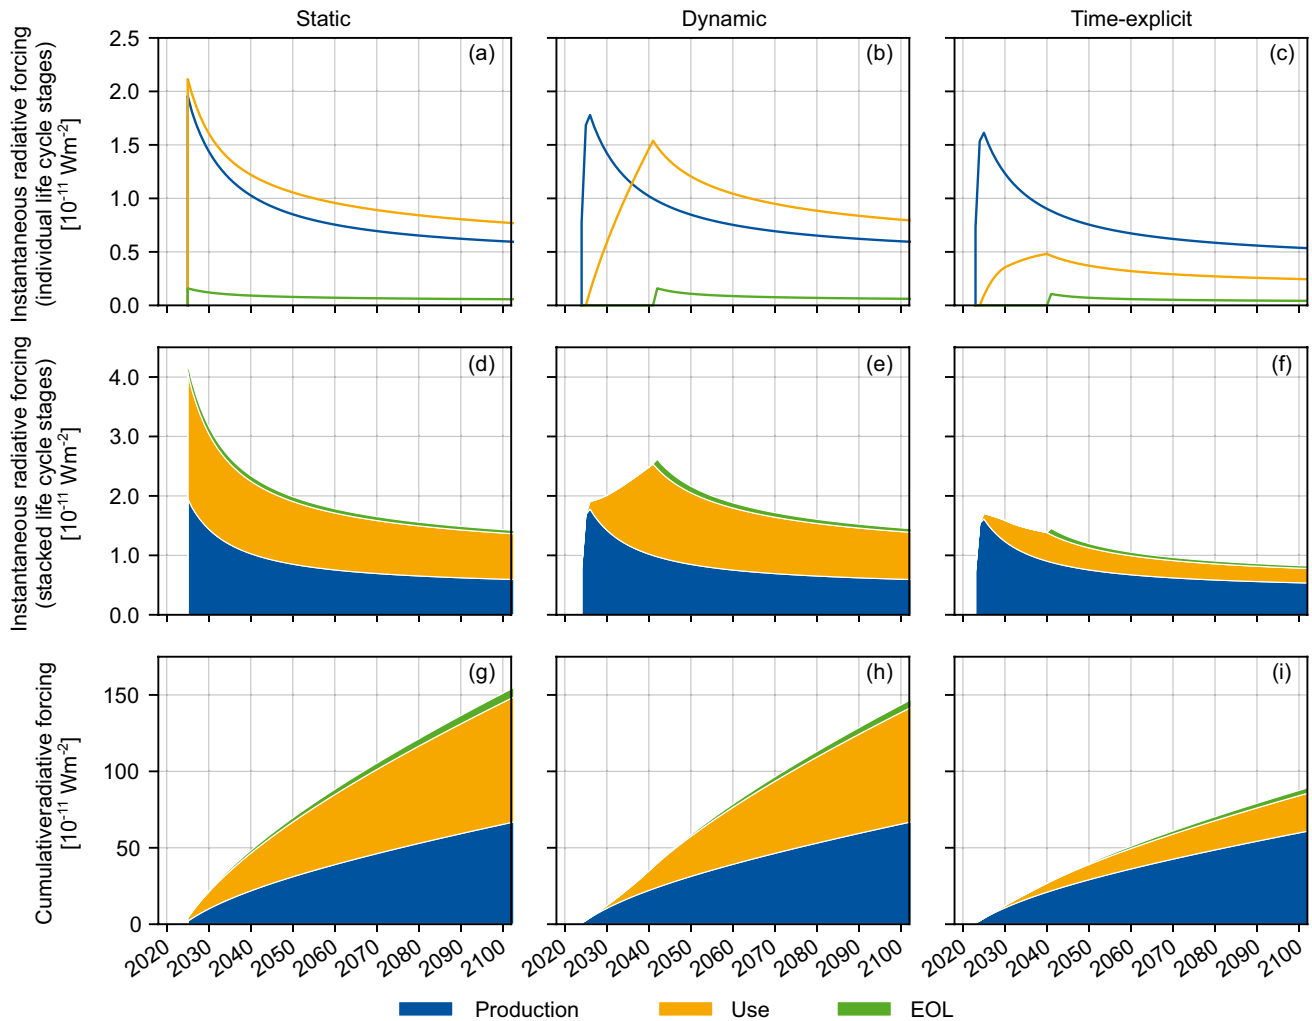 Static
Dynamic
Time-explicit
Instantaneous radiative forcing
(individual life cycle stages)
[10⁻¹¹ Wm⁻²]
2.5
2.0
1.5
1.0
0.5
0.0
(a)
(b)
(c)
Instantaneous radiative forcing
(stacked life cycle stages)
[10⁻¹¹ Wm⁻²]
4.0
3.0
2.0
1.0
0.0
(d)
(e)
(f)
Cumulativeradiative forcing
[10⁻¹¹ Wm⁻²]
150
100
50
0
(g)
(h)
(i)
2020 2030 2040 2050 2060 2070 2080 2090 2100
2020 2030 2040 2050 2060 2070 2080 2090 2100
2020 2030 2040 2050 2060 2070 2080 2090 2100
Production Use EOL